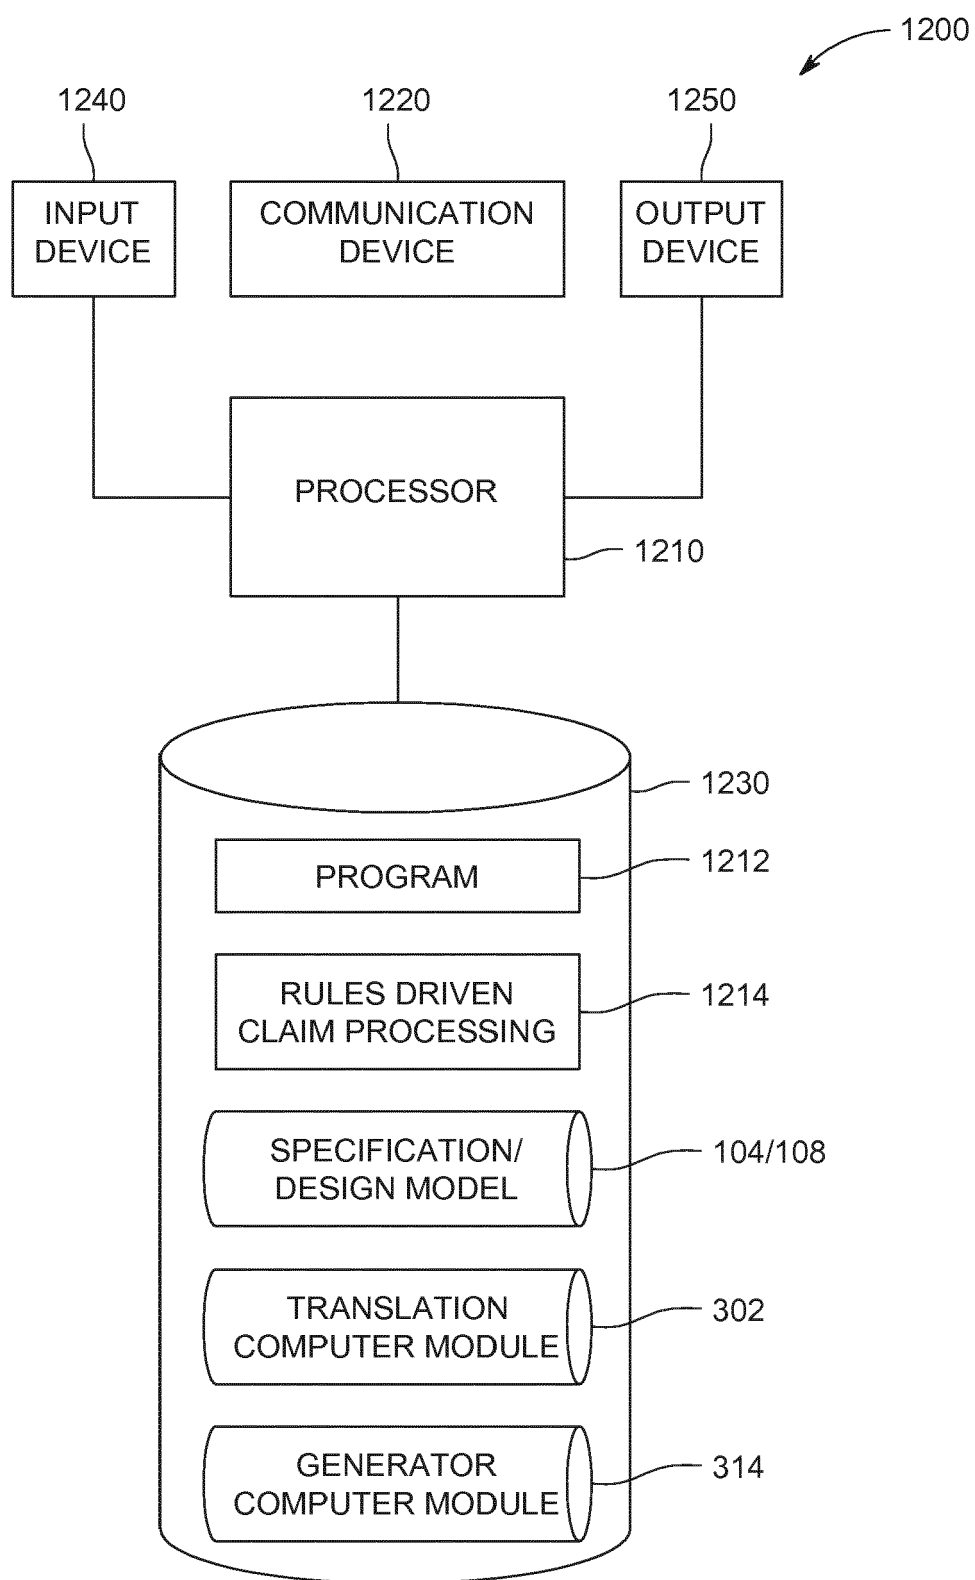 1200
1240
1220
1250
INPUT
DEVICE
COMMUNICATION
DEVICE
OUTPUT
DEVICE
PROCESSOR
1210
1230
PROGRAM
1212
RULES DRIVEN
CLAIM PROCESSING
1214
SPECIFICATION/
DESIGN MODEL
104/108
TRANSLATION
COMPUTER MODULE
302
GENERATOR
COMPUTER MODULE
314